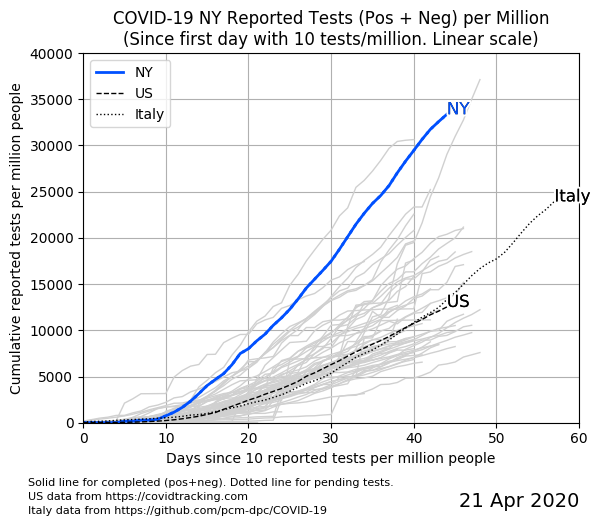 COVID-19 NY Reported Tests (Pos + Neg) per Million
(Since first day with 10 tests/million. Linear scale)
Cumulative reported tests per million people
40000
35000
30000
25000
20000
15000
10000
5000
0
NY
US
Italy
NY
Italy
US
0 10 20 30 40 50 60
Days since 10 reported tests per million people
Solid line for completed (pos+neg). Dotted line for pending tests.
US data from https://covidtracking.com
Italy data from https://github.com/pcm-dpc/COVID-19
21 Apr 2020